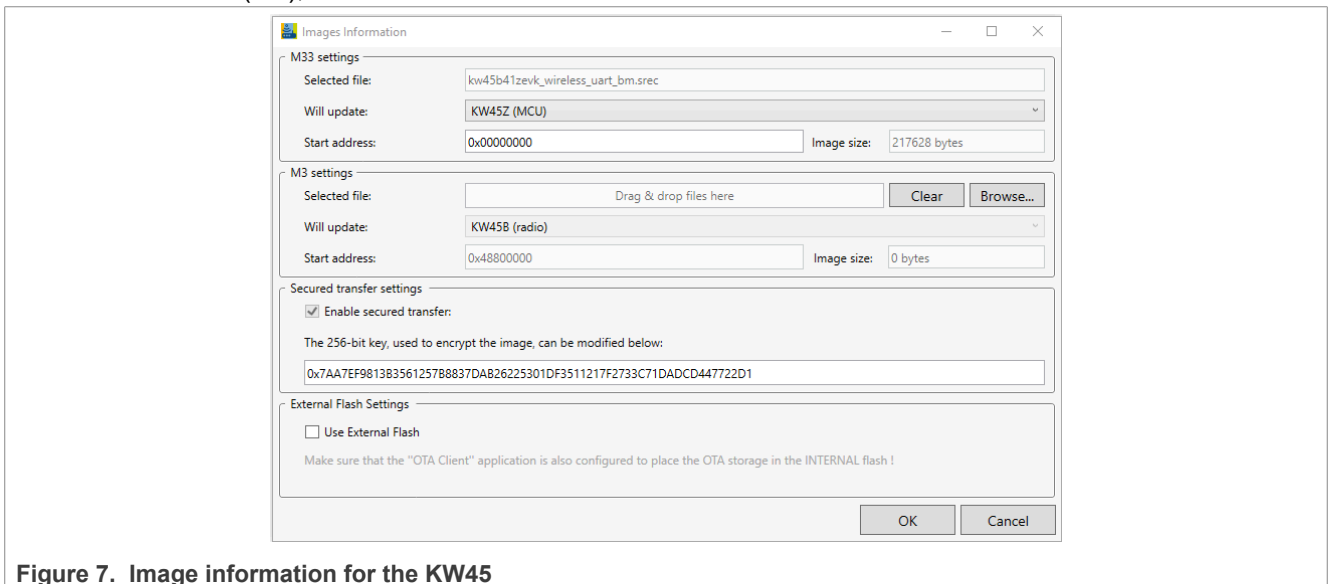 Images Information
M33 settings
Selected file: kw45b41zevk_wireless_uart_bm.srec
Will update: KW45Z (MCU)
Start address: 0x00000000 Image size: 217628 bytes
M3 settings
Selected file: Drag & drop files here Clear Browse...
Will update: KW45B (radio)
Start address: 0x48800000 Image size: 0 bytes
Secured transfer settings
Enable secured transfer:
The 256-bit key, used to encrypt the image, can be modified below:
0x7AA7EF9813B3561257B8837DAB26225301DF3511217F2733C71DADCD447722D1
External Flash Settings
Use External Flash
Make sure that the "OTA Client" application is also configured to place the OTA storage in the INTERNAL flash !
OK Cancel
Figure 7. Image information for the KW45